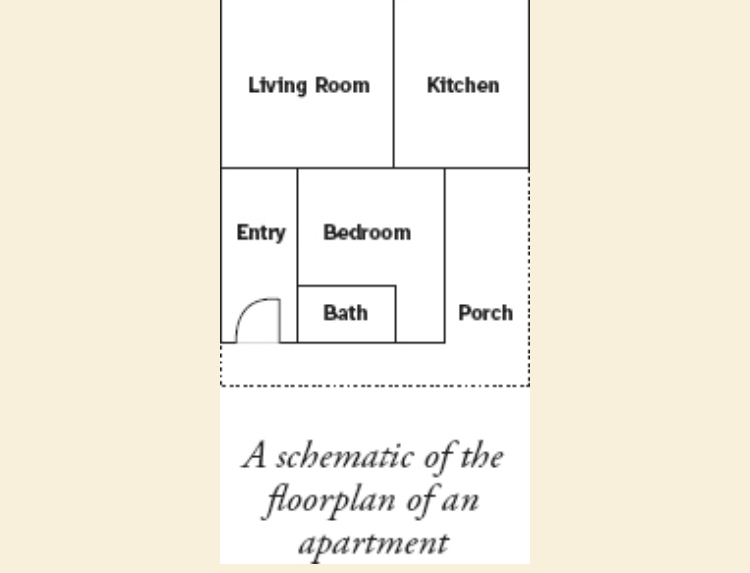 Living Room
Kitchen
Entry
Bedroom
Bath
Porch
A schematic of the
floorplan of an
apartment